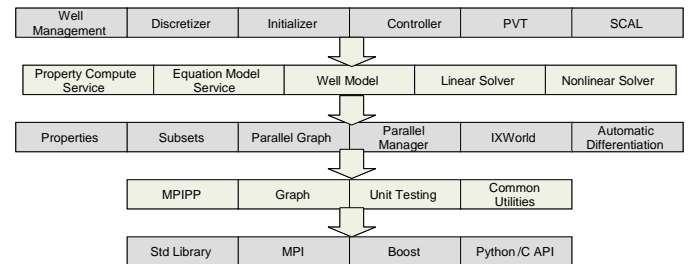 Well Management
Discretizer
Initializer
Controller
PVT
SCAL
Property Compute Service
Equation Model Service
Well Model
Linear Solver
Nonlinear Solver
Properties
Subsets
Parallel Graph
Parallel Manager
IXWorld
Automatic Differentiation
MPIPP
Graph
Unit Testing
Common Utilities
Std Library
MPI
Boost
Python /C API